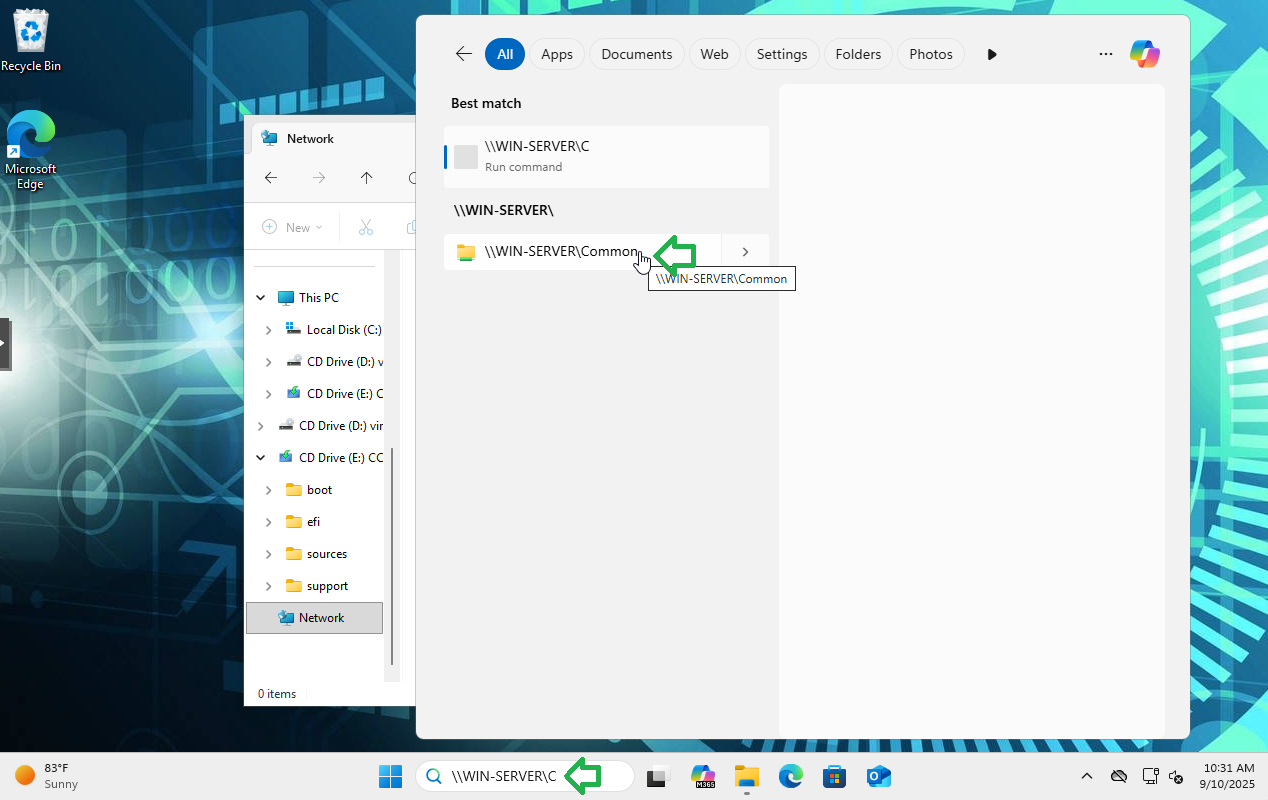 Recycle Bin
Microsoft
Edge
Network
New
This PC
Local Disk (C:)
CD Drive (D:) v
CD Drive (E:) C
CD Drive (D:) vir
CD Drive (E:) CC
boot
efi
sources
support
Network
0 items
All
Apps
Documents
Web
Settings
Folders
Photos
Best match
\\WIN-SERVER\C
Run command
\\WIN-SERVER\
\\WIN-SERVER\Common
\\WIN-SERVER\Common
83°F
Sunny
\\WIN-SERVER\C
M365
10:31 AM
9/10/2025